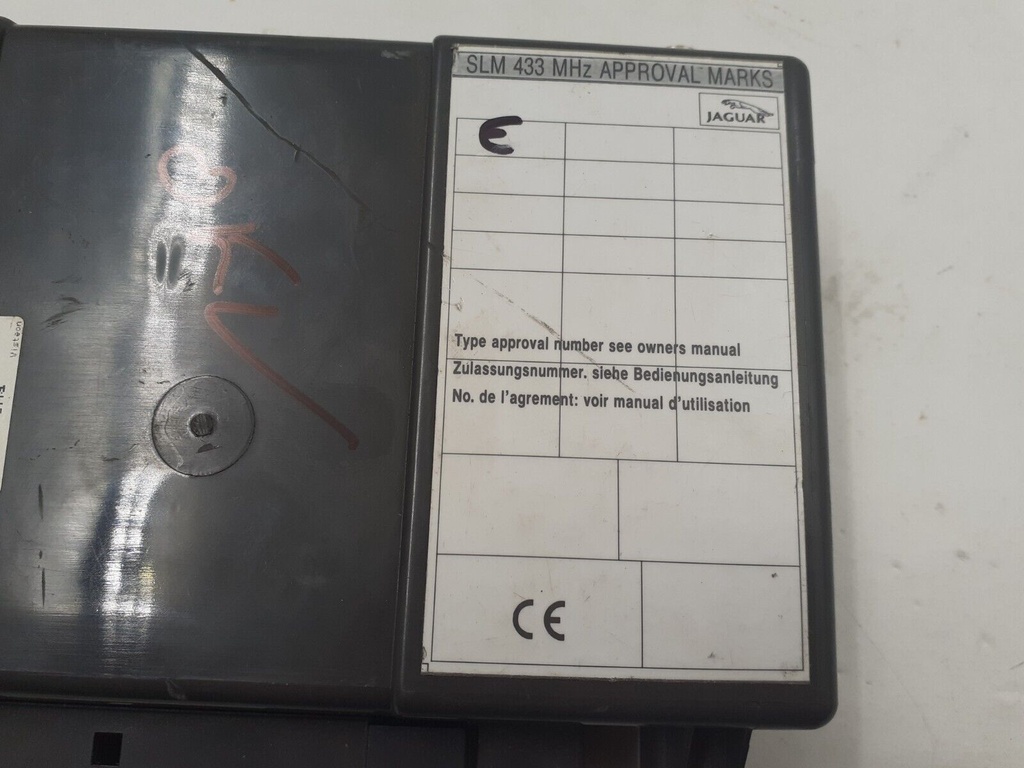 SLM 433 MHz APPROVAL MARKS
JAGUAR
E
Type approval number see owners manual
Zulassungsnummer. siehe Bedienungsanleitung
No. de l'agrement: voir manual d'utilisation
CE
Visteon